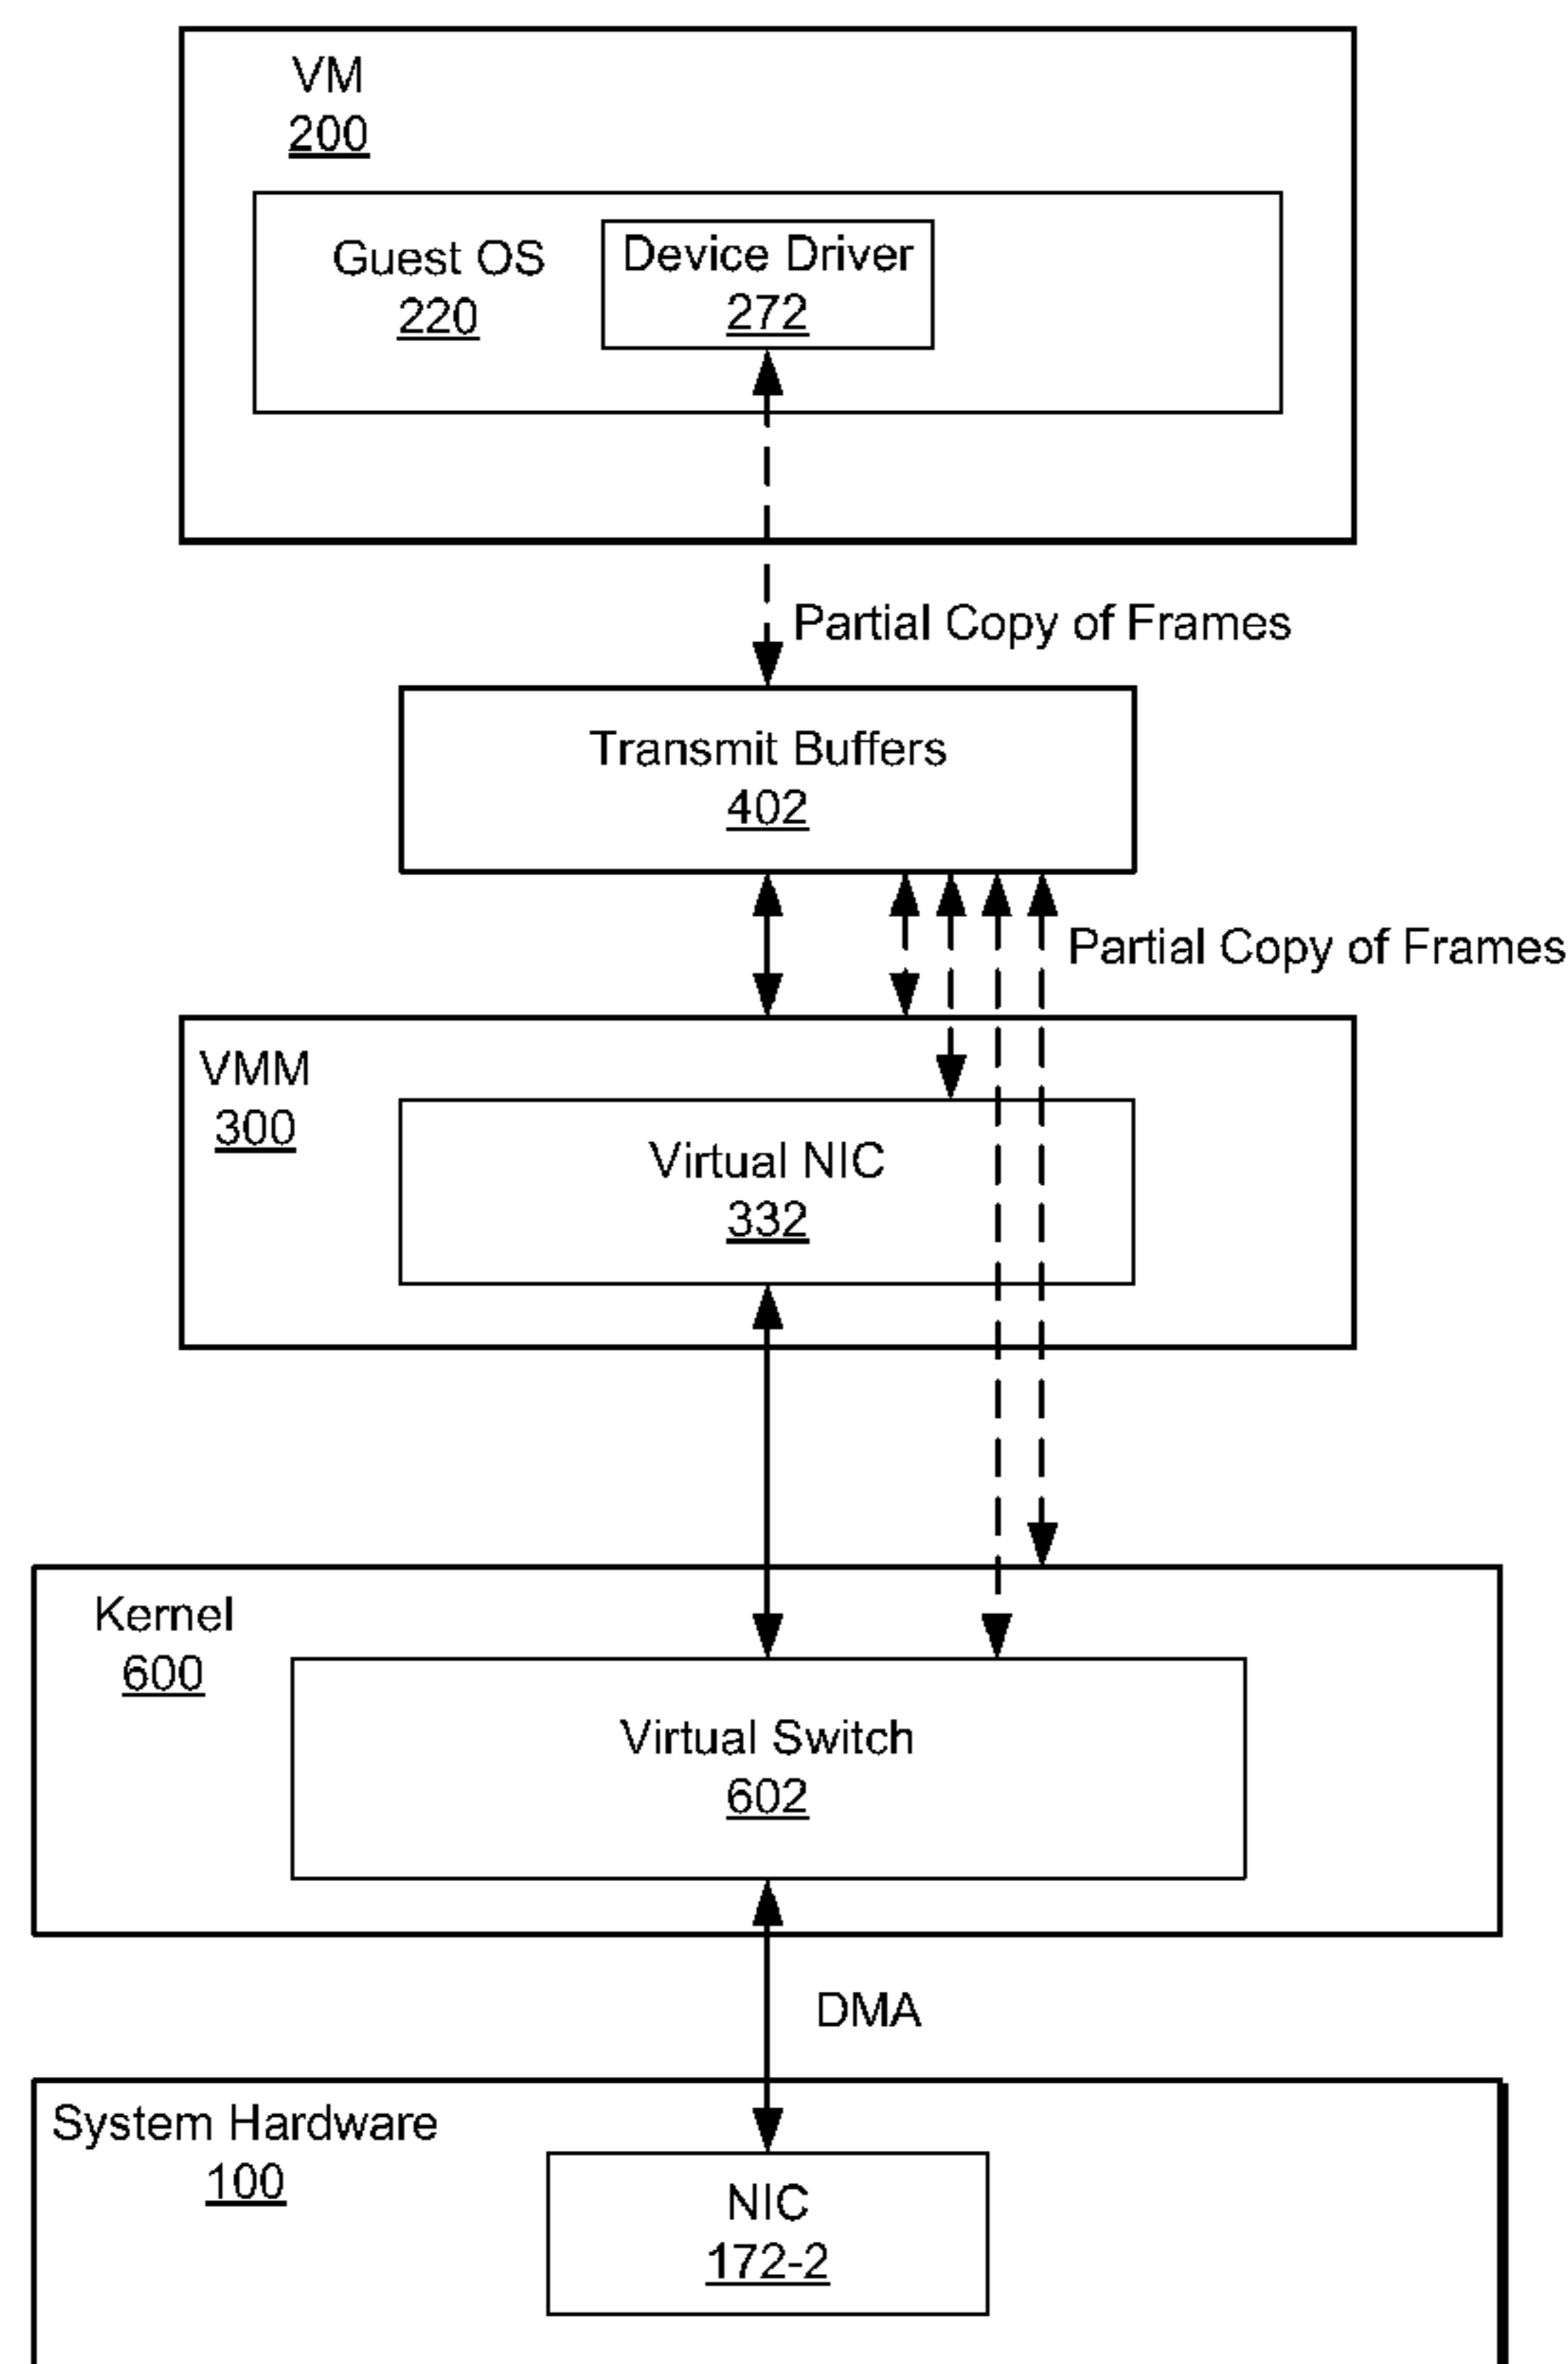 VM
200
Guest OS
220
Device Driver
272
Partial Copy of Frames
Transmit Buffers
402
Partial Copy of Frames
VMM
300
Virtual NIC
332
Kernel
600
Virtual Switch
602
DMA
System Hardware
100
NIC
172-2